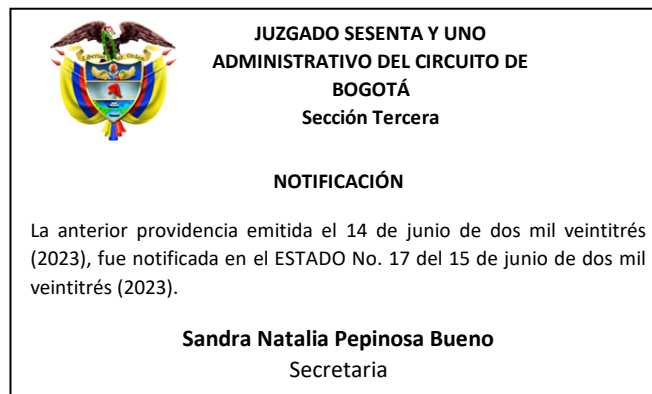 JUZGADO SESENTA Y UNO
ADMINISTRATIVO DEL CIRCUITO DE
BOGOTÁ
Sección Tercera
NOTIFICACIÓN
La anterior providencia emitida el 14 de junio de dos mil veintitrés
(2023), fue notificada en el ESTADO No. 17 del 15 de junio de dos mil
veintitrés (2023).
Sandra Natalia Pepinosa Bueno
Secretaria